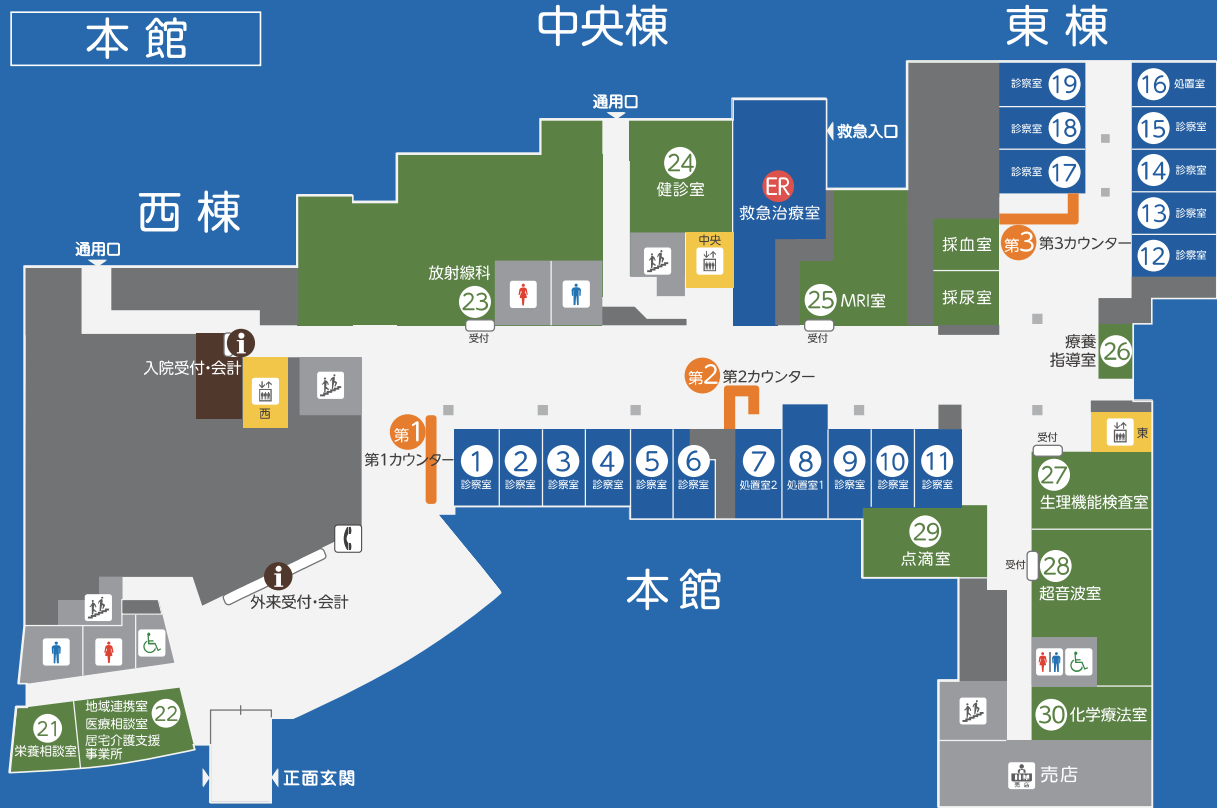 本館
中央棟
東棟
西棟
通用口
通用口
救急入口
診察室 19
診察室 18
診察室 17
16 処置室
15 診察室
14 診察室
13 診察室
12 診察室
第3 第3カウンター
採血室
採尿室
24
健診室
ER
救急治療室
中央
放射線科
23
受付
25 MRI室
受付
療養
指導室
26
入院受付・会計
西
第2 第2カウンター
第1
第1カウンター
1
診察室
2
診察室
3
診察室
4
診察室
5
診察室
6
診察室
7
処置室2
8
処置室1
9
診察室
10
診察室
11
診察室
東
受付
27
生理機能検査室
29
点滴室
受付
28
超音波室
本館
外来受付・会計
21
栄養相談室
22
地域連携室
医療相談室
居宅介護支援
事業所
正面玄関
30 化学療法室
売店
売店